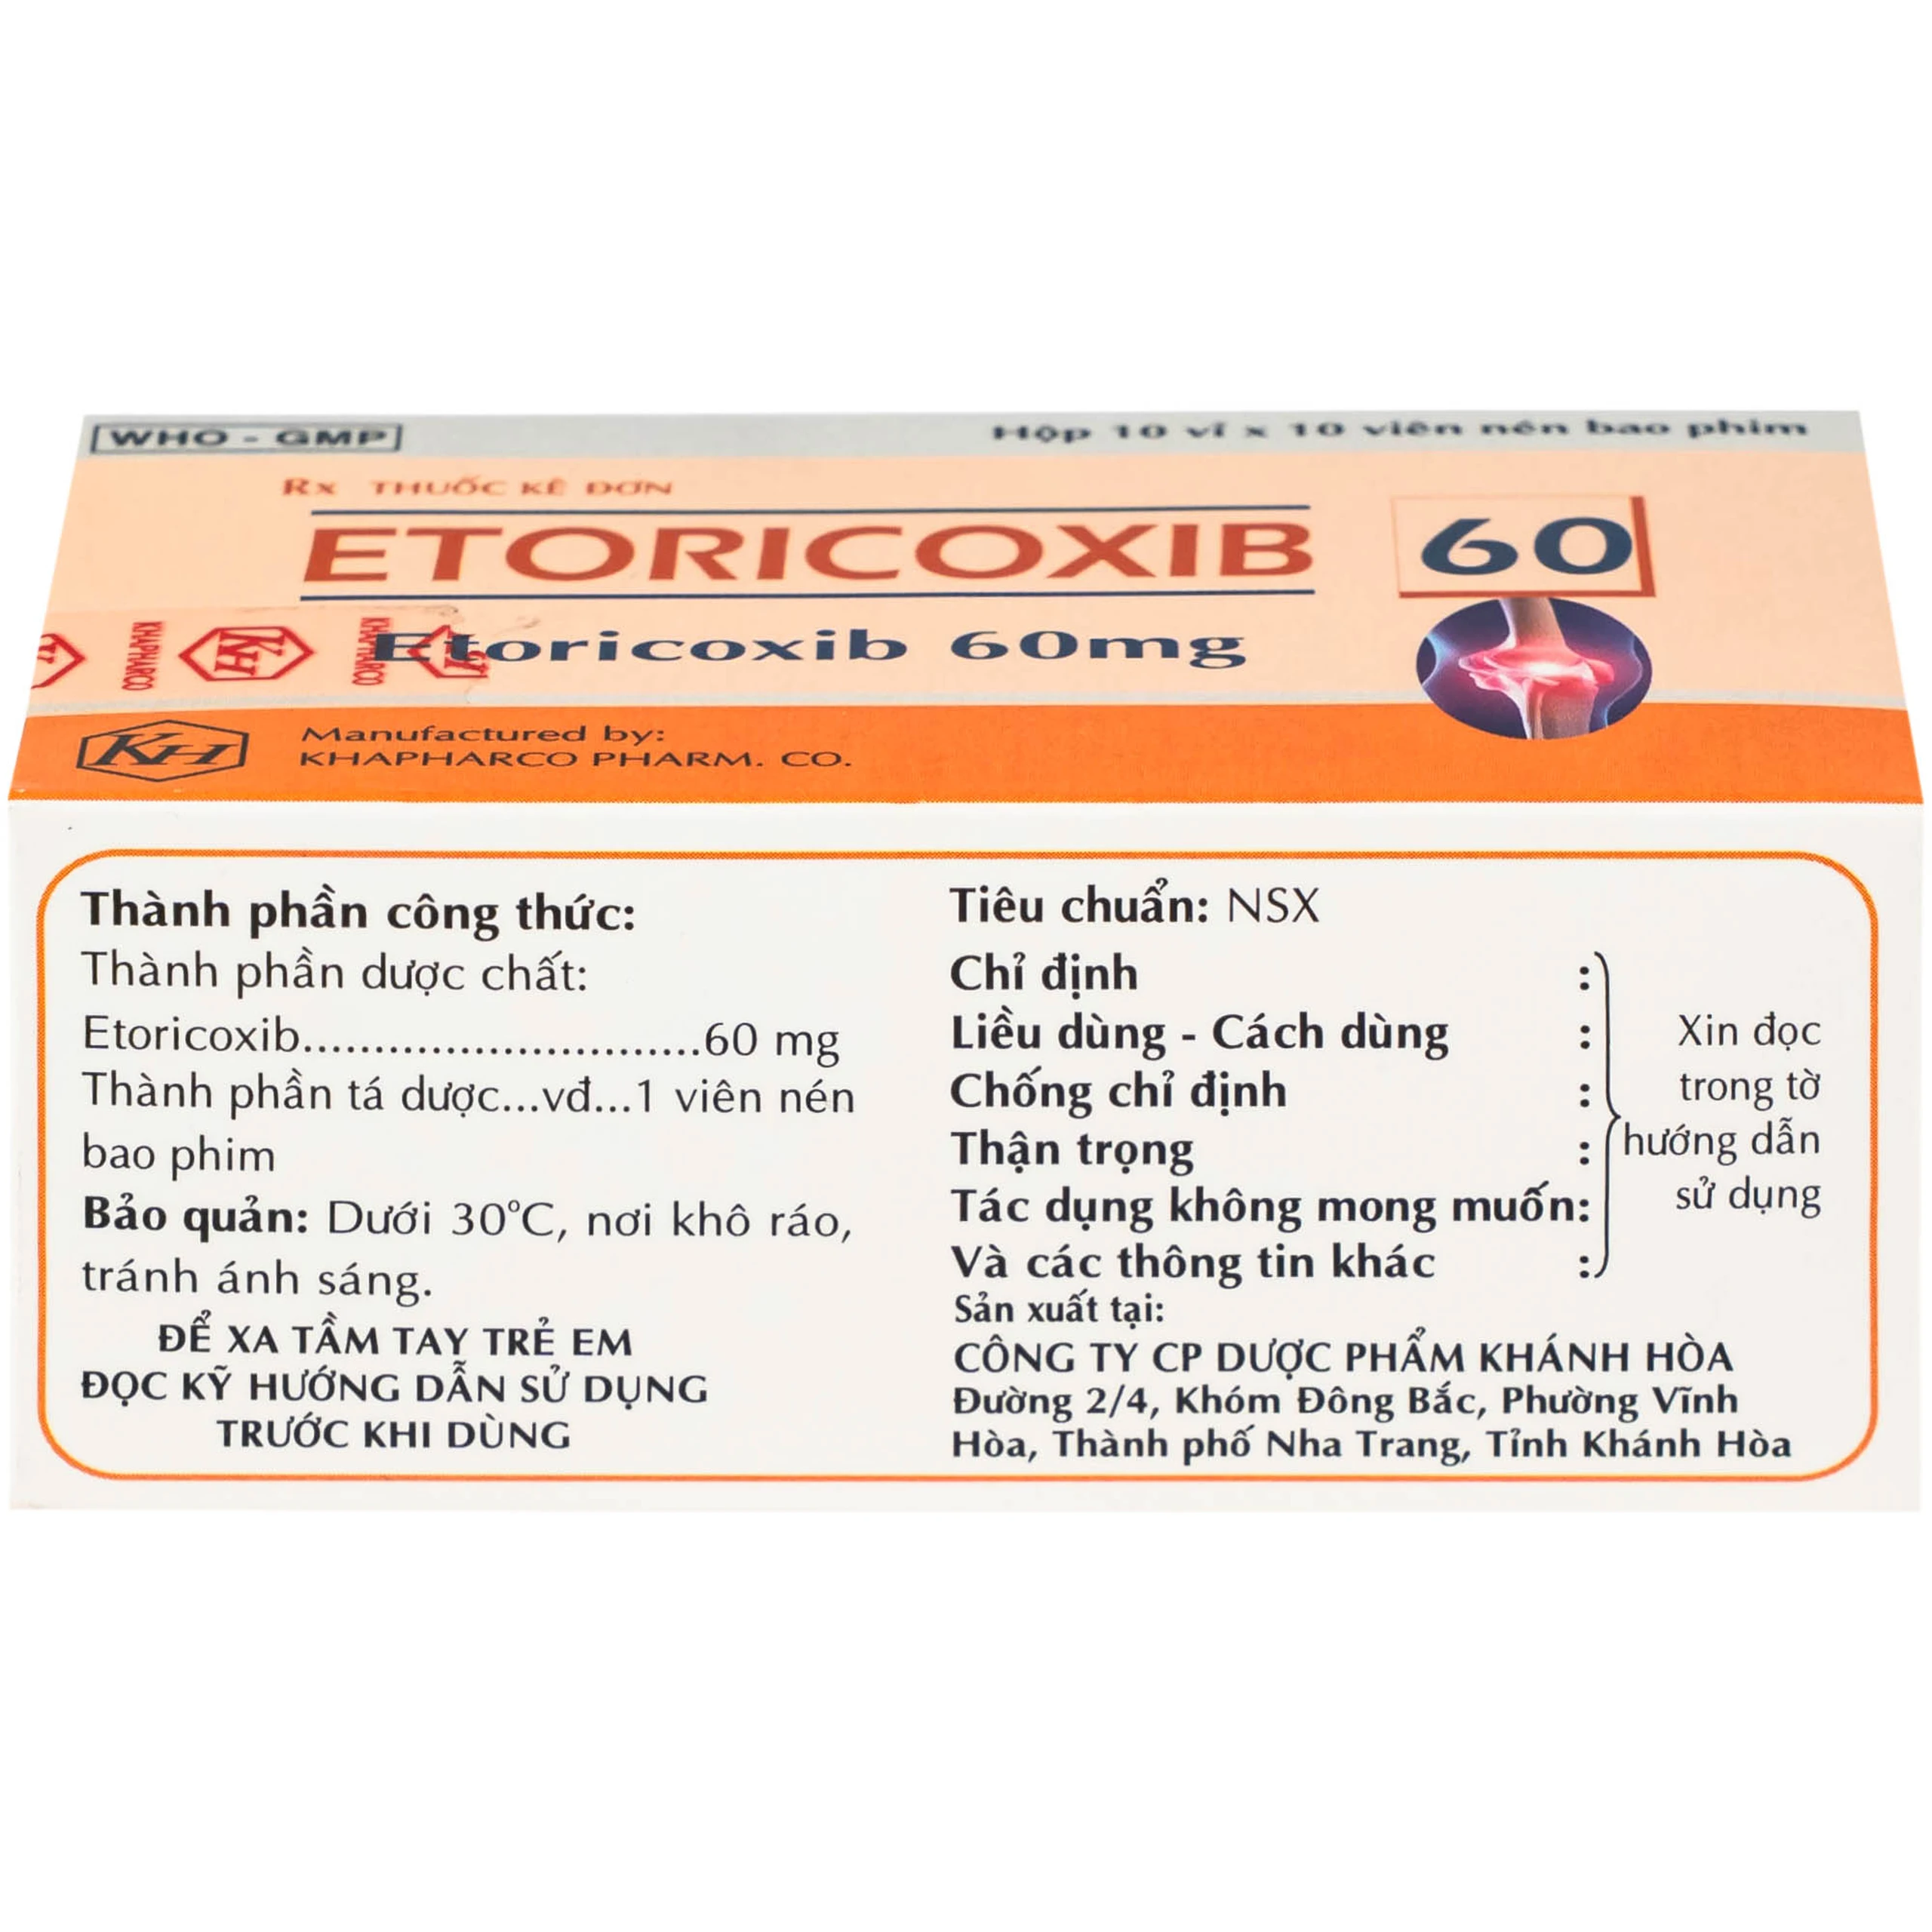 WHO - GMP
Hộp 10 vỉ x 10 viên nén bao phim
Rx THUỐC KÊ ĐƠN
ETORICOXIB 60
Etoricoxib 60mg
KHAPHARCO
KH
KHAPHARCO
KH
KH
Manufactured by:
KHAPHARCO PHARM. CO.
Thành phần công thức:
Thành phần dược chất:
Etoricoxib............................60 mg
Thành phần tá dược...vđ...1 viên nén
bao phim
Bảo quản: Dưới 30°C, nơi khô ráo,
tránh ánh sáng.
ĐỂ XA TẦM TAY TRẺ EM
ĐỌC KỸ HƯỚNG DẪN SỬ DỤNG
TRƯỚC KHI DÙNG
Tiêu chuẩn: NSX
Chỉ định :
Liều dùng - Cách dùng :
Chống chỉ định :
Thận trọng :
Tác dụng không mong muốn:
Và các thông tin khác :
Xin đọc
trong tờ
hướng dẫn
sử dụng
Sản xuất tại:
CÔNG TY CP DƯỢC PHẨM KHÁNH HÒA
Đường 2/4, Khóm Đông Bắc, Phường Vĩnh
Hòa, Thành phố Nha Trang, Tỉnh Khánh Hòa